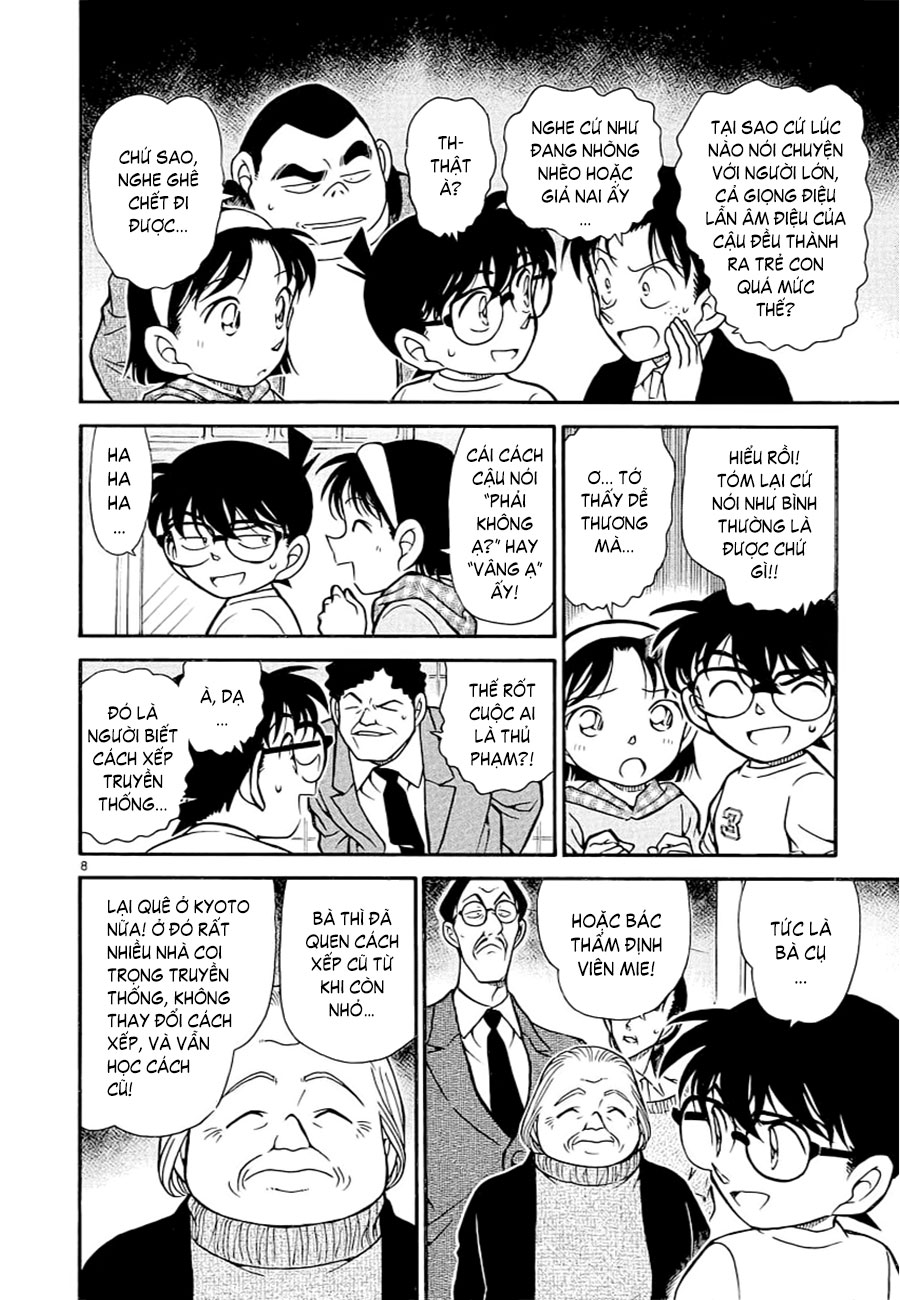 TẠI SAO CỨ LÚC
NÀO NÓI CHUYỆN
VỚI NGƯỜI LỚN,
CẢ GIỌNG ĐIỆU
LẪN ÂM ĐIỆU CỦA
CẬU ĐỀU THÀNH
RA TRẺ CON
QUÁ MỨC
THẾ?
NGHE CỨ NHƯ
ĐANG NHÕNG
NHẼO HOẶC
GIẢ NAI ẤY
...
TH-
THẬT
À?
CHỨ SAO,
NGHE GHÊ
CHẾT ĐI
ĐƯỢC...
HIỂU RỒI!
TÓM LẠI CỨ
NÓI NHƯ BÌNH
THƯỜNG LÀ
ĐƯỢC CHỨ
GÌ!!
Ơ... TỚ
THẤY DỄ
THƯƠNG
MÀ...
CÁI CÁCH
CẬU NÓI
"PHẢI
KHÔNG
Ạ?" HAY
"VÂNG Ạ"
ẤY!
HA
HA
HA
...
THẾ RỐT
CUỘC AI
LÀ THỦ
PHẠM?!
À, DẠ
...
ĐÓ LÀ
NGƯỜI BIẾT
CÁCH XẾP
TRUYỀN
THỐNG...
8
TỨC LÀ
BÀ CỤ
...
HOẶC BÁC
THẨM ĐỊNH
VIÊN MIE!
BÀ THÌ ĐÃ
QUEN CÁCH
XẾP CŨ TỪ
KHI CÒN
NHỎ...
LẠI QUÊ Ở KYOTO
NỮA! Ở ĐÓ RẤT
NHIỀU NHÀ COI
TRỌNG TRUYỀN
THỐNG, KHÔNG
THAY ĐỔI CÁCH
XẾP, VÀ VẪN
HỌC CÁCH
CŨ!
3